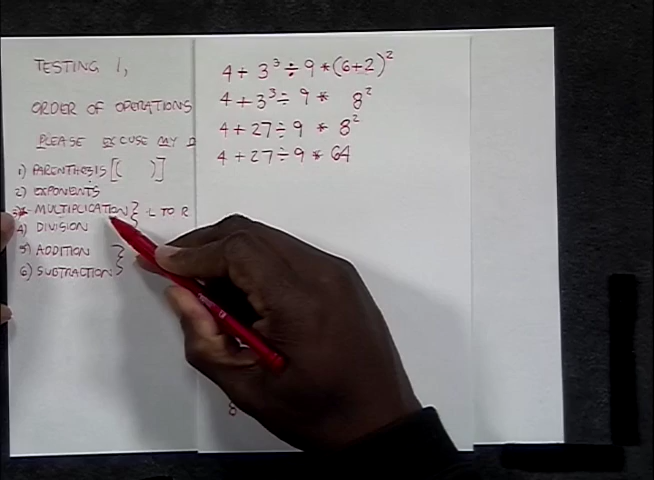 TESTING 1,
ORDER OF OPERATIONS
PLEASE EXCUSE MY D
1) PARENTHESIS [( )]
2) EXPONENTS
3) * MULTIPLICATION } L TO R
4) DIVISION
5) ADDITION }
6) SUBTRACTION
4 + 3³ ÷ 9 * (6+2)²
4 + 3³ ÷ 9 * 8²
4 + 27 ÷ 9 * 8²
4 + 27 ÷ 9 * 64
8